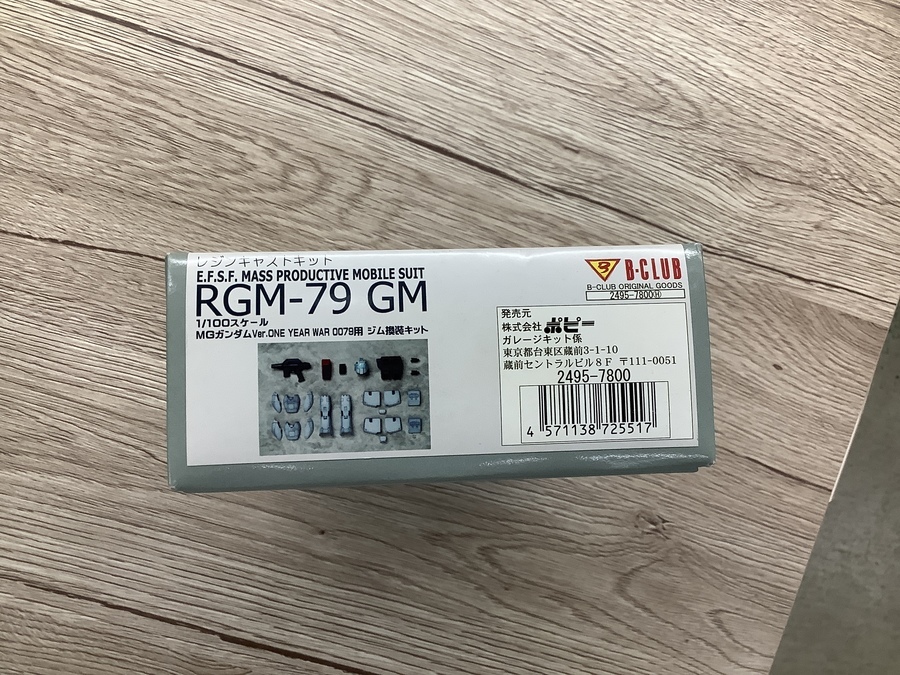 レジンキャストキット
E.F.S.F. MASS PRODUCTIVE MOBILE SUIT
RGM-79 GM
1/100スケール
MGガンダムVer.ONE YEAR WAR 0079用 ジム換装キット
B-CLUB
B-CLUB ORIGINAL GOODS
2495-7800Ⓗ
発売元
株式会社ポピー
ガレージキット係
東京都台東区蔵前3-1-10
蔵前セントラルビル8F 〒111-0051
2495-7800
4 571138 725517